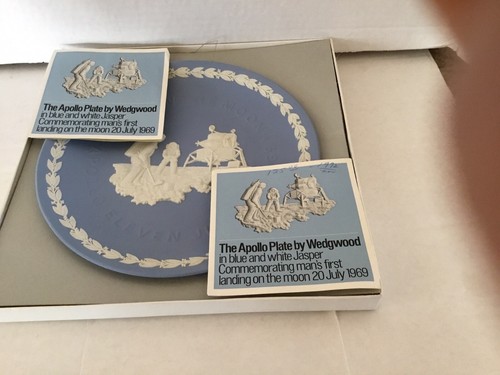 The Apollo Plate by Wedgwood
in blue and white Jasper
Commemorating man's first
landing on the moon 20 July 1969
ELEVEN
The Apollo Plate by Wedgwood
in blue and white Jasper
Commemorating man's first
landing on the moon 20 July 1969